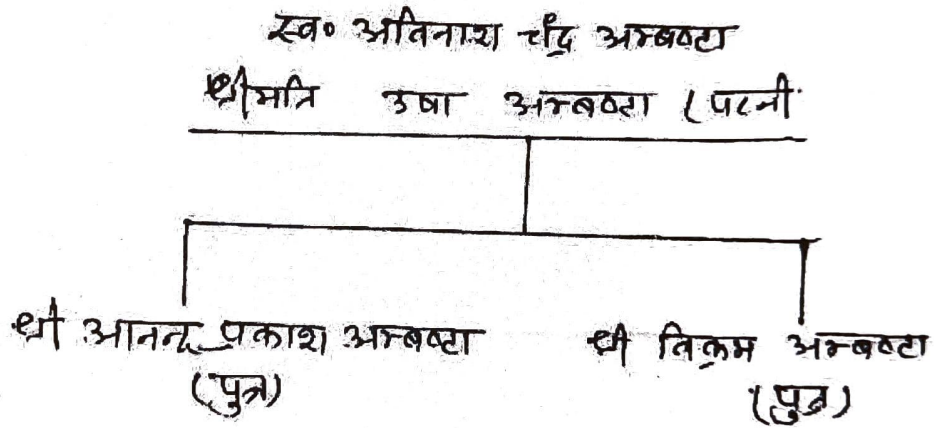 स्व० अविनाश चंद्र अम्बष्टा
श्रीमति उषा अम्बष्टा (पत्नी
श्री आनन्द प्रकाश अम्बष्टा श्री विक्रम अम्बष्टा
(पुत्र) (पुत्र)